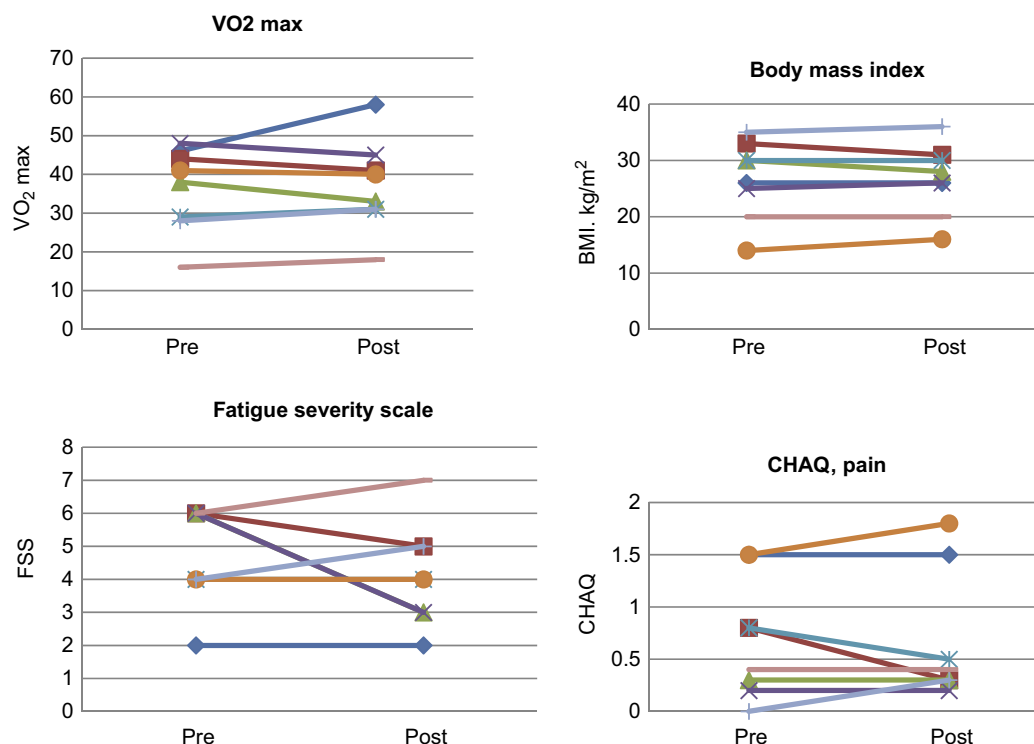 VO2 max
70
60
50
40
30
20
10
0
VO₂ max
Pre
Post
Body mass index
40
30
20
10
0
BMI. kg/m²
Pre
Post
Fatigue severity scale
8
7
6
5
4
3
2
1
0
FSS
Pre
Post
CHAQ, pain
2
1.5
1
0.5
0
CHAQ
Pre
Post